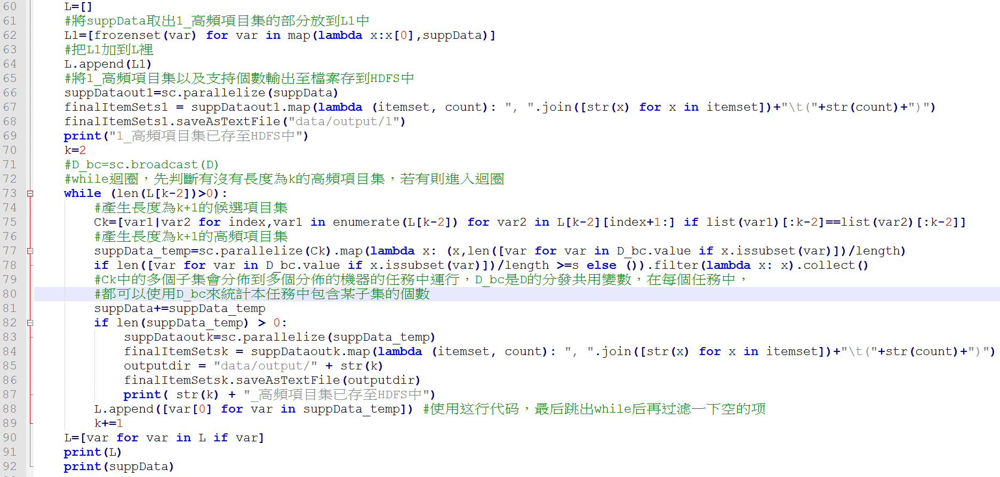 60 L=[]
61 #將suppData取出1_高頻項目集的部分放到L1中
62 L1=[frozenset(var) for var in map(lambda x:x[0],suppData)]
63 #把L1加到L裡
64 L.append(L1)
65 #將1_高頻項目集以及支持個數輸出至檔案存到HDFS中
66 suppDataout1=sc.parallelize(suppData)
67 finalItemSets1 = suppDataout1.map(lambda (itemset, count): ", ".join([str(x) for x in itemset])+"\t("+str(count)+")")
68 finalItemSets1.saveAsTextFile("data/output/1")
69 print("1_高頻項目集已存至HDFS中")
70 k=2
71 #D_bc=sc.broadcast(D)
72 #while迴圈，先判斷有沒有長度為k的高頻項目集，若有則進入迴圈
73 while (len(L[k-2])>0):
74 #產生長度為k+1的候選項目集
75 Ck=[var1|var2 for index,var1 in enumerate(L[k-2]) for var2 in L[k-2][index+1:] if list(var1)[:k-2]==list(var2)[:k-2]]
76 #產生長度為k+1的高頻項目集
77 suppData_temp=sc.parallelize(Ck).map(lambda x: (x,len([var for var in D_bc.value if x.issubset(var)])/length)
78 if len([var for var in D_bc.value if x.issubset(var)])/length >=s else ()).filter(lambda x: x).collect()
79 #Ck中的多個子集會分佈到多個分佈的機器的任務中運行，D_bc是D的分發共用變數，在每個任務中，
80 #都可以使用D_bc來統計本任務中包含某子集的個數
81 suppData+=suppData_temp
82 if len(suppData_temp) > 0:
83 suppDataoutk=sc.parallelize(suppData_temp)
84 finalItemSetsk = suppDataoutk.map(lambda (itemset, count): ", ".join([str(x) for x in itemset])+"\t("+str(count)+")")
85 outputdir = "data/output/" + str(k)
86 finalItemSetsk.saveAsTextFile(outputdir)
87 print( str(k) + "_高頻項目集已存至HDFS中")
88 L.append([var[0] for var in suppData_temp]) #使用这行代码，最后跳出while后再过滤一下空的项
89 k+=1
90 L=[var for var in L if var]
91 print(L)
92 print(suppData)